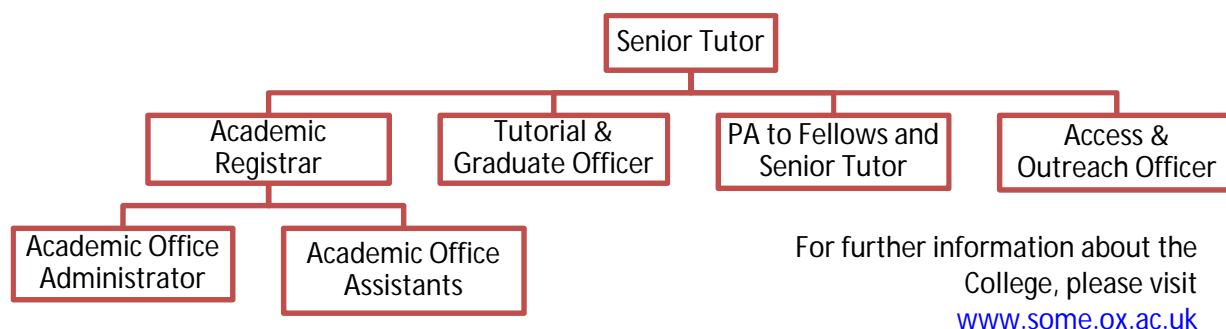 Senior Tutor
Academic
Registrar
Tutorial &
Graduate Officer
PA to Fellows and
Senior Tutor
Access &
Outreach Officer
Academic Office
Administrator
Academic Office
Assistants
For further information about the
College, please visit
www.some.ox.ac.uk